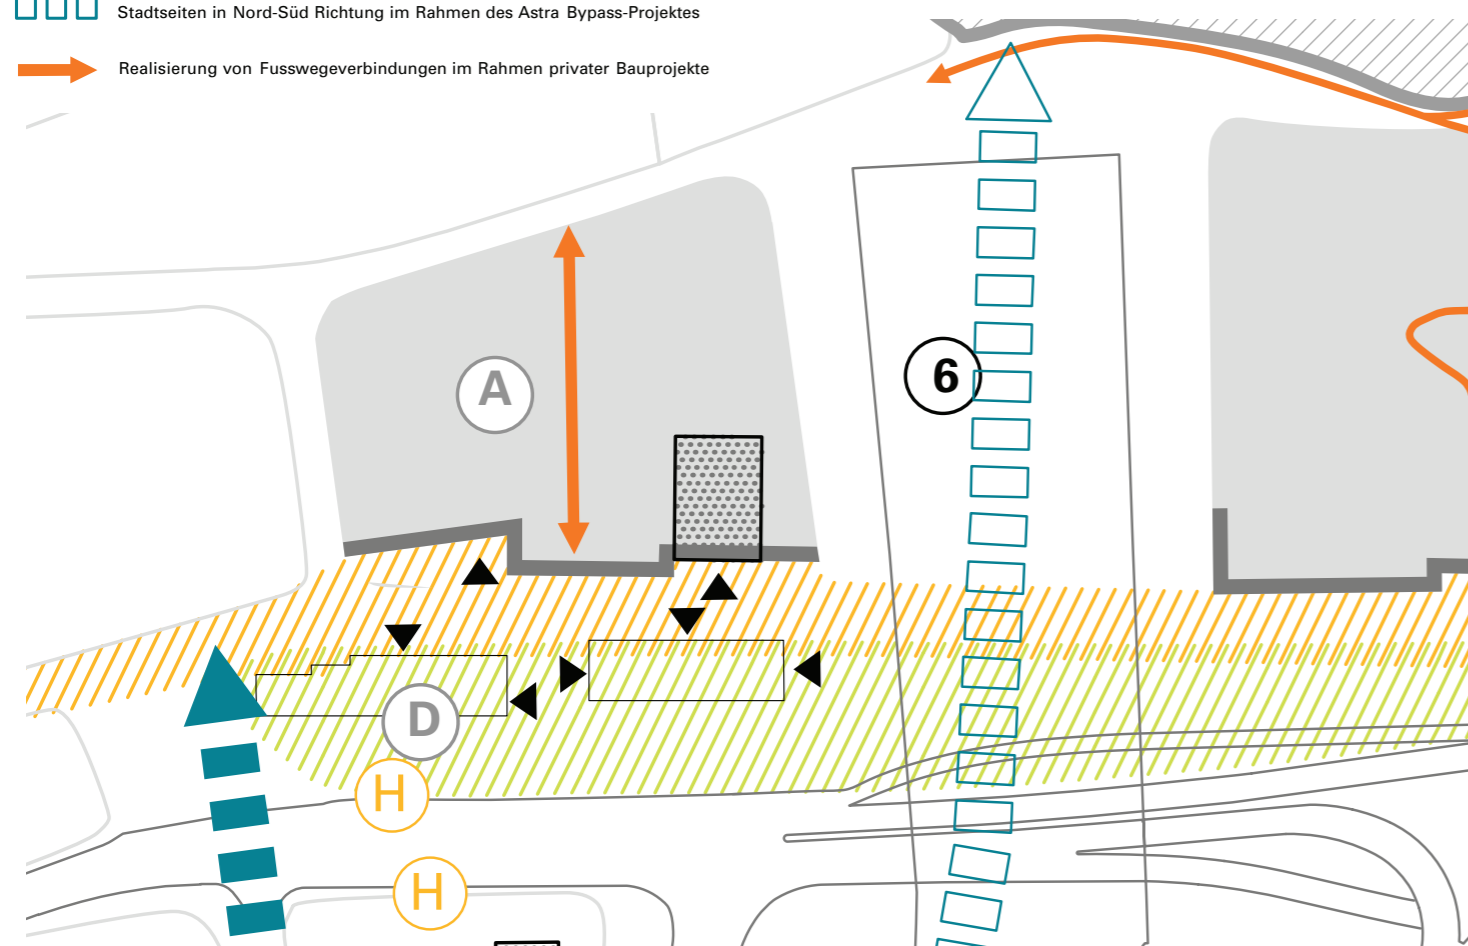 Stadtseiten in Nord-Süd Richtung im Rahmen des Astra Bypass-Projektes
Realisierung von Fusswegeverbindungen im Rahmen privater Bauprojekte
A
6
D
H
H